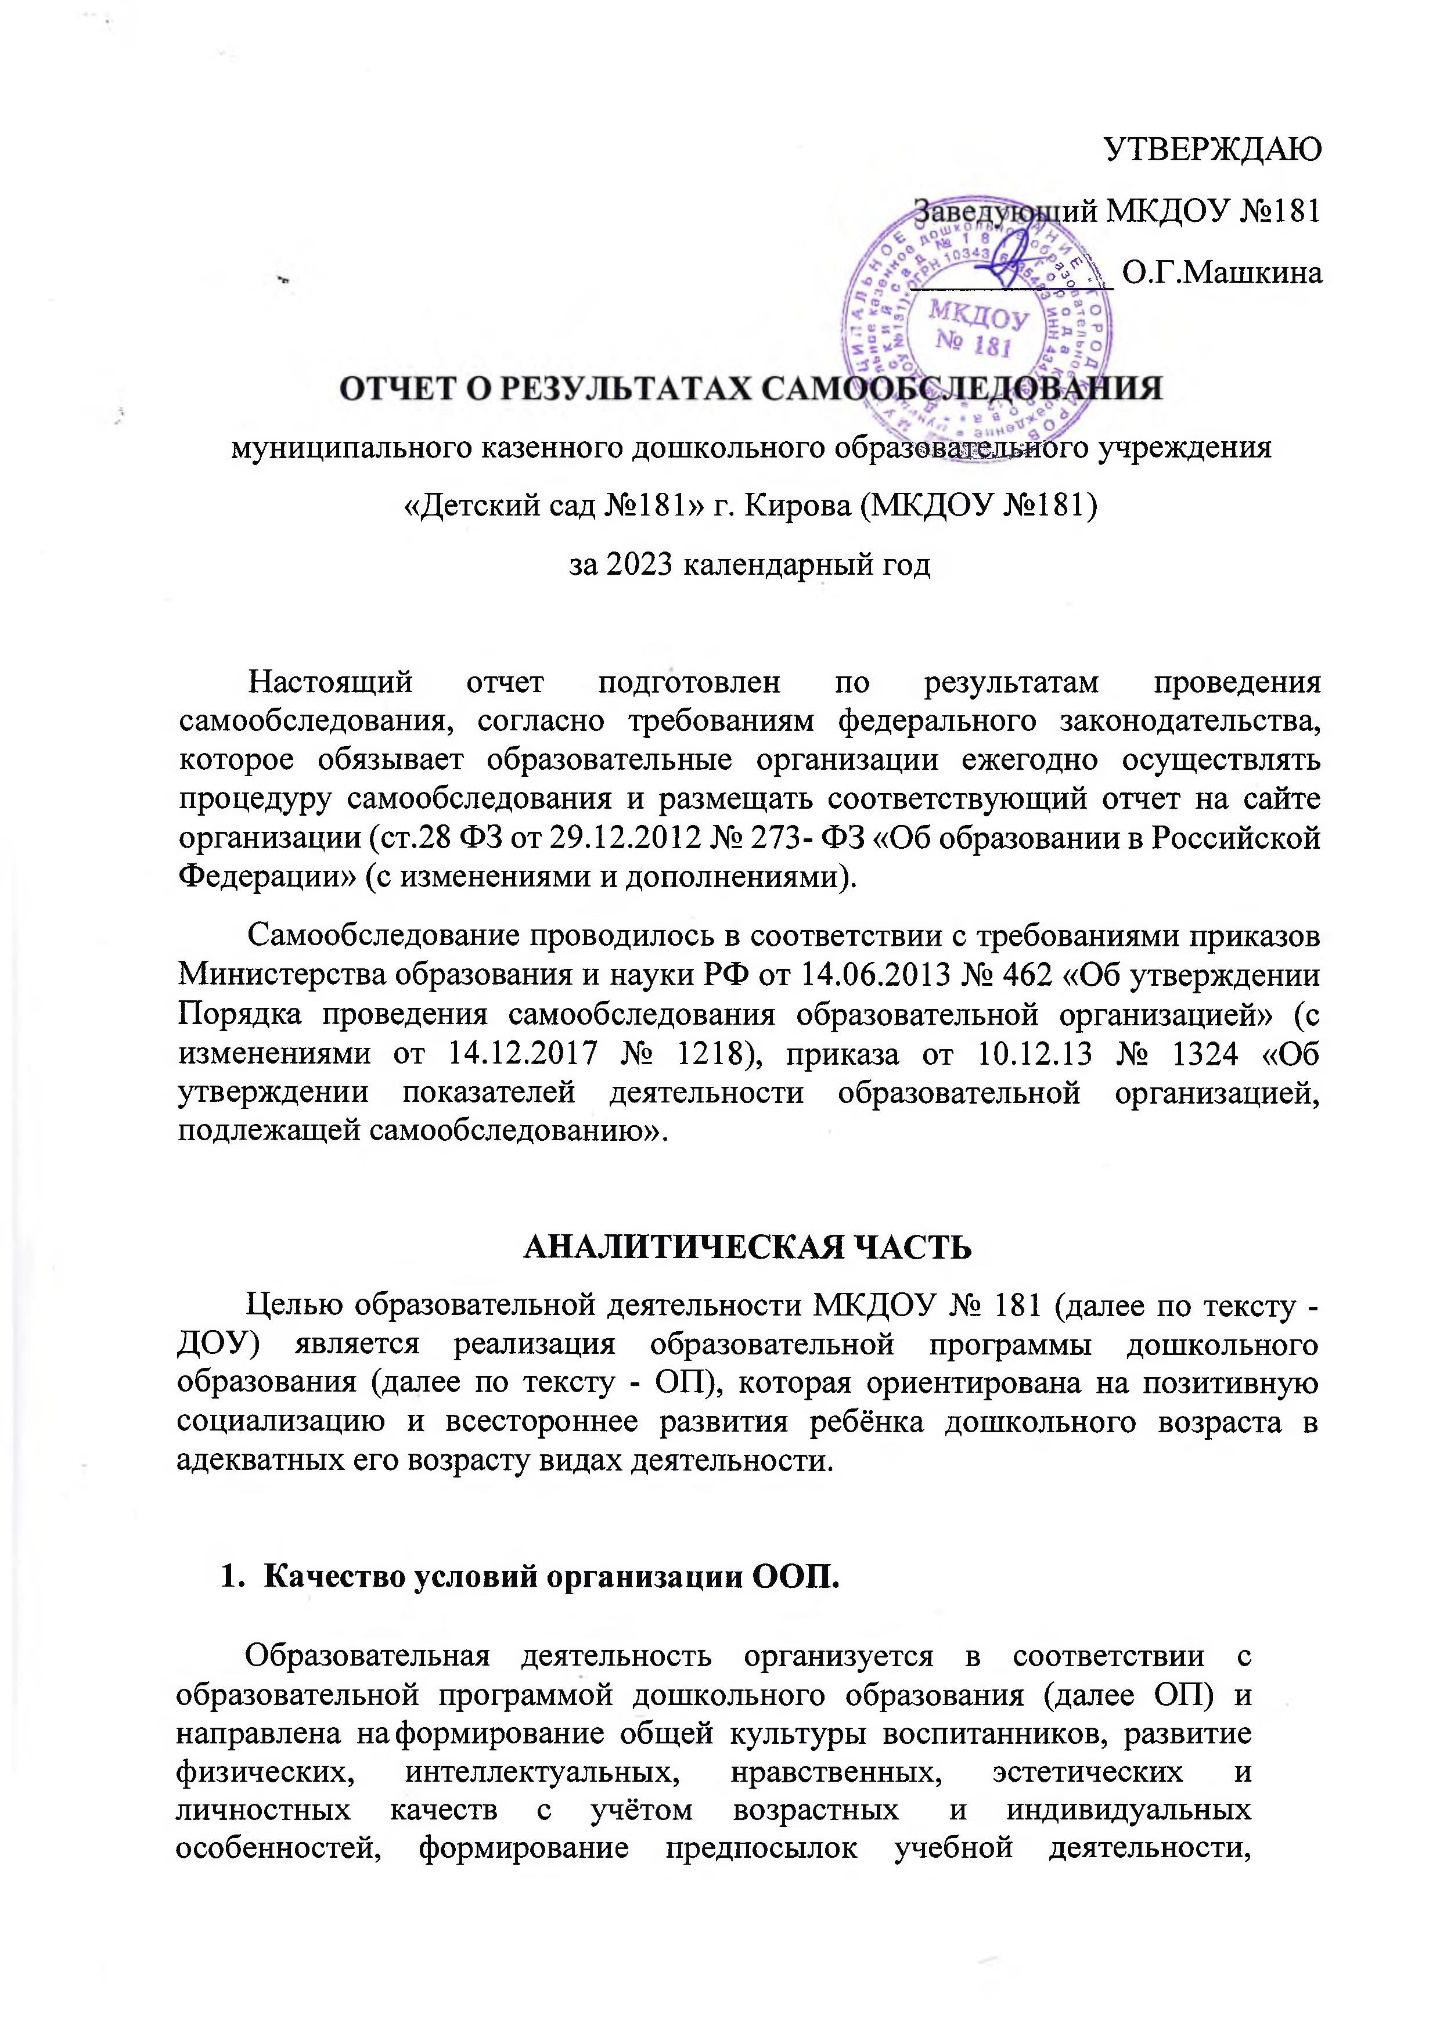 УТВЕРЖДАЮ
Заведующий МКДОУ №181
О.Г.Машкина
МКДОУ
№ 181
ОТЧЕТ О РЕЗУЛЬТАТАХ САМООБСЛЕДОВАНИЯ
муниципального казенного дошкольного образовательного учреждения
«Детский сад №181» г. Кирова (МКДОУ №181)
за 2023 календарный год
Настоящий отчет подготовлен по результатам проведения
самообследования, согласно требованиям федерального законодательства,
которое обязывает образовательные организации ежегодно осуществлять
процедуру самообследования и размещать соответствующий отчет на сайте
организации (ст.28 ФЗ от 29.12.2012 № 273- ФЗ «Об образовании в Российской
Федерации» (с изменениями и дополнениями).
Самообследование проводилось в соответствии с требованиями приказов
Министерства образования и науки РФ от 14.06.2013 № 462 «Об утверждении
Порядка проведения самообследования образовательной организацией» (с
изменениями от 14.12.2017 № 1218), приказа от 10.12.13 № 1324 «Об
утверждении показателей деятельности образовательной организацией,
подлежащей самообследованию».
АНАЛИТИЧЕСКАЯ ЧАСТЬ
Целью образовательной деятельности МКДОУ № 181 (далее по тексту -
ДОУ) является реализация образовательной программы дошкольного
образования (далее по тексту - ОП), которая ориентирована на позитивную
социализацию и всестороннее развития ребёнка дошкольного возраста в
адекватных его возрасту видах деятельности.
1. Качество условий организации ООП.
Образовательная деятельность организуется в соответствии с
образовательной программой дошкольного образования (далее ОП) и
направлена на формирование общей культуры воспитанников, развитие
физических, интеллектуальных, нравственных, эстетических и
личностных качеств с учётом возрастных и индивидуальных
особенностей, формирование предпосылок учебной деятельности,